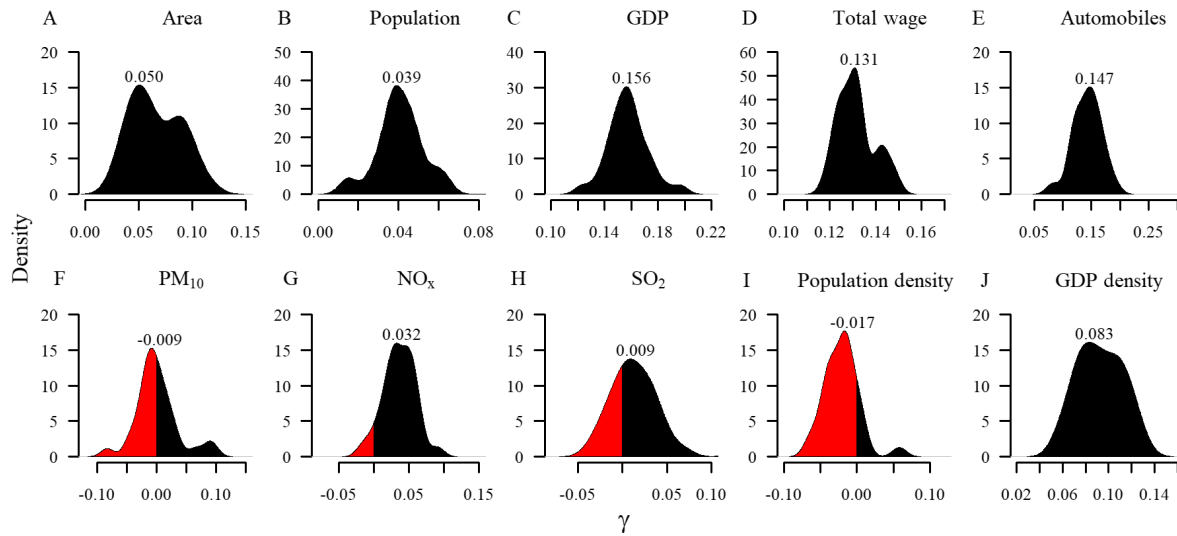 A Area
B Population
C GDP
D Total wage
E Automobiles
20 15 10 5 0
0.050
0.00 0.05 0.10 0.15
50 40 30 20 10 0
0.039
0.00 0.04 0.08
40 30 20 10 0
0.156
0.10 0.14 0.18 0.22
60 50 40 30 20 10 0
0.131
0.10 0.12 0.14 0.16
20 15 10 5 0
0.147
0.05 0.15 0.25
Density
F PM₁₀
G NOₓ
H SO₂
I Population density
J GDP density
20 15 10 5 0
-0.009
-0.10 0.00 0.10
20 15 10 5 0
0.032
-0.05 0.05 0.15
20 15 10 5 0
0.009
-0.05 0.05 0.10
20 15 10 5 0
-0.017
-0.10 0.00 0.10
20 15 10 5 0
0.083
0.02 0.06 0.10 0.14
γ